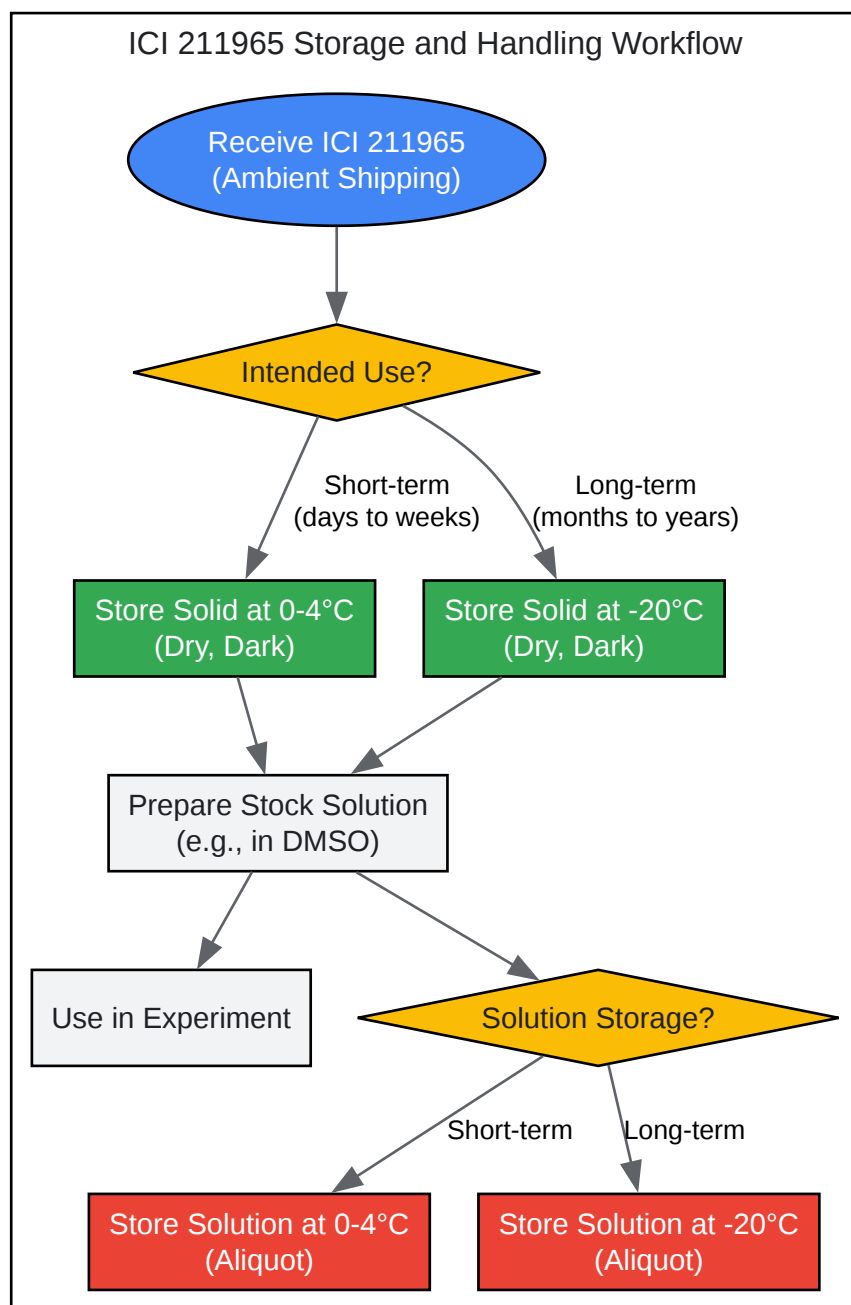 ICI 211965 Storage and Handling Workflow
Receive ICI 211965
(Ambient Shipping)
Intended Use?
Short-term
(days to weeks)
Long-term
(months to years)
Store Solid at 0-4°C
(Dry, Dark)
Store Solid at -20°C
(Dry, Dark)
Prepare Stock Solution
(e.g., in DMSO)
Use in Experiment
Solution Storage?
Short-term
Long-term
Store Solution at 0-4°C
(Aliquot)
Store Solution at -20°C
(Aliquot)